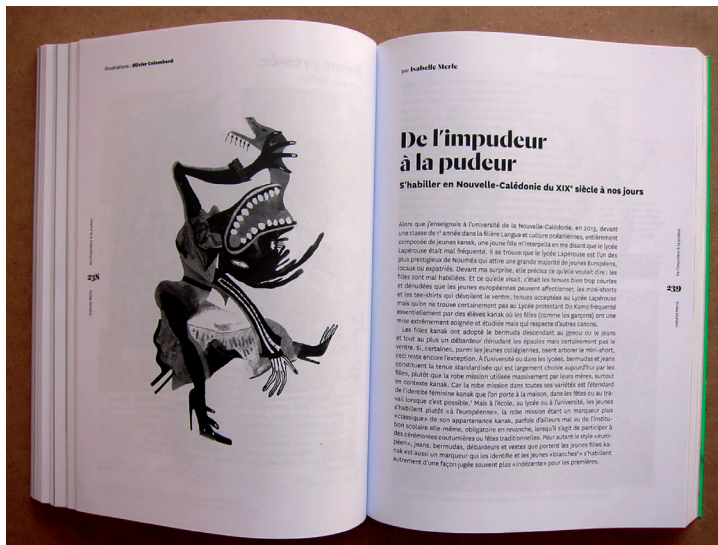 Illustrations : Olivier Colombard
De l'impudeur à la pudeur
238
Isabelle Merle
par Isabelle Merle
De l'impudeur
à la pudeur
S'habiller en Nouvelle-Calédonie du XIXe siècle à nos jours
Alors que j'enseignais à l'université de la Nouvelle-Calédonie, en 2013, devant
une classe de 1e année dans la filière Langue et culture océaniennes, entièrement
composée de jeunes kanak, une jeune fille m'interpella en me disant que le lycée
Lapérouse était mal fréquenté. Il se trouve que le lycée Lapérouse est l'un des
plus prestigieux de Nouméa qui attire une grande majorité de jeunes Européens,
locaux ou expatriés. Devant ma surprise, elle précisa ce qu'elle voulait dire : les
filles sont mal habillées. Et ce qu'elle visait, c'était les tenues bien trop courtes
et dénudées que les jeunes européennes peuvent affectionner, les mini-shorts
et les tee-shirts qui dévoilent le ventre, tenues acceptées au Lycée Lapérouse
mais qu'on ne trouve certainement pas au Lycée protestant Do Kamo fréquenté
essentiellement par des élèves kanak où les filles (comme les garçons) ont une
mise extrêmement soignée et étudiée mais qui respecte d'autres canons.
Les filles kanak ont adopté le bermuda descendant au genou ou le jeans
et tout au plus un débardeur dénudant les épaules mais certainement pas le
ventre. Si, certaines, parmi les jeunes collégiennes, osent arborer le mini-short,
ceci reste encore l'exception. À l'université ou dans les lycées, bermudas et jeans
constituent la tenue standardisée qui est largement choisie aujourd'hui par les
filles, plutôt que la robe mission utilisée massivement par leurs mères, surtout
en contexte kanak. Car la robe mission dans toutes ses variétés est l'étendard
de l'identité féminine kanak que l'on porte à la maison, dans les fêtes ou au tra-
vail lorsque c'est possible. Mais à l'école, au lycée ou à l'université, les jeunes
s'habillent plutôt « à l'européenne », la robe mission étant un marqueur plus
« classique » de son appartenance kanak, parfois d'ailleurs mal vu de l'institu-
tion scolaire elle-même, obligatoire en revanche, lorsqu'il s'agit de participer à
des cérémonies coutumières ou fêtes traditionnelles. Pour autant le style « euro-
péen », jeans, bermudas, débardeurs et vestes que portent les jeunes filles ka-
nak est aussi un marqueur qui les identifie et les jeunes « blanches » s'habillent
autrement d'une façon jugée souvent plus « indécente » pour les premières.
De l'impudeur à la pudeur
239
Isabelle Merle